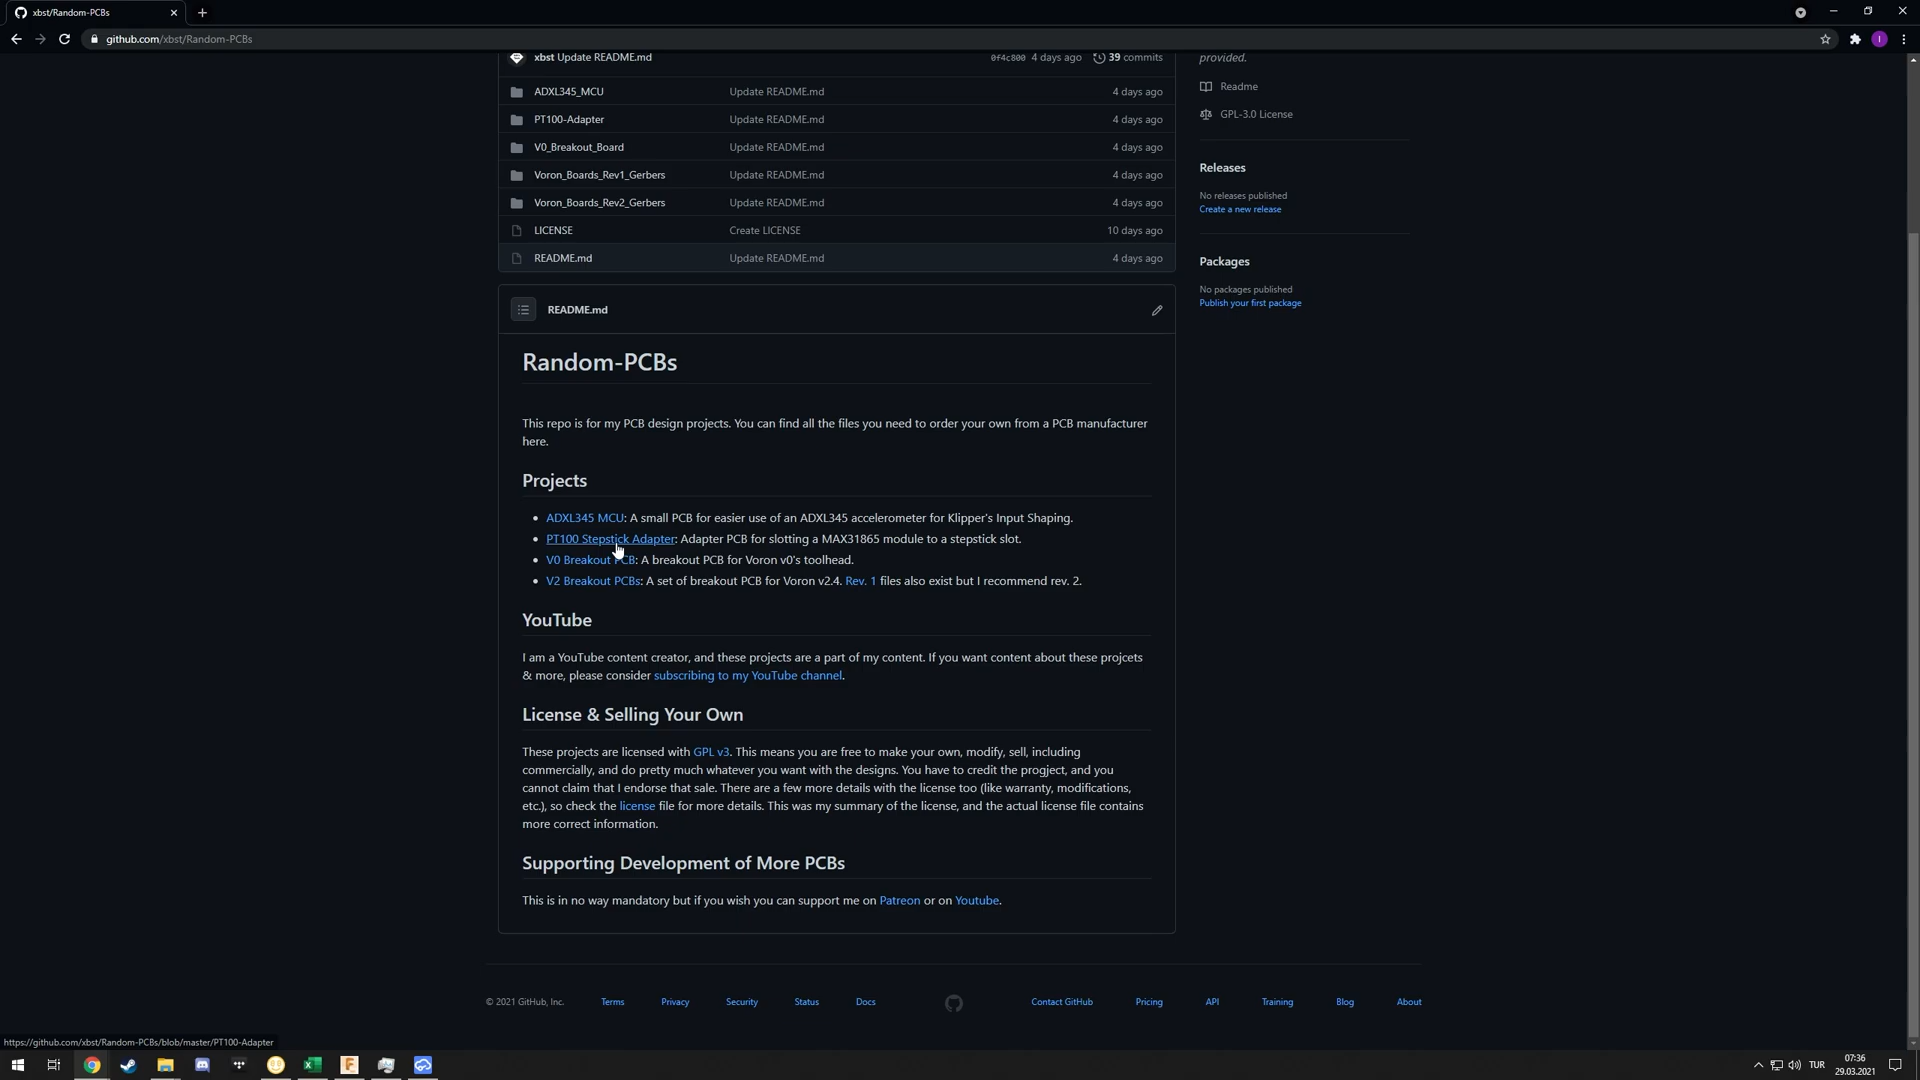 xbst/Random-PCBs
github.com/xbst/Random-PCBs
xbst Update README.md 0f4c800 4 days ago 39 commits
ADXL345_MCU Update README.md 4 days ago
PT100-Adapter Update README.md 4 days ago
V0_Breakout_Board Update README.md 4 days ago
Voron_Boards_Rev1_Gerbers Update README.md 4 days ago
Voron_Boards_Rev2_Gerbers Update README.md 4 days ago
LICENSE Create LICENSE 10 days ago
README.md Update README.md 4 days ago
provided.
Readme
GPL-3.0 License
Releases
No releases published
Create a new release
Packages
No packages published
Publish your first package
README.md
Random-PCBs
This repo is for my PCB design projects. You can find all the files you need to order your own from a PCB manufacturer
here.
Projects
ADXL345 MCU: A small PCB for easier use of an ADXL345 accelerometer for Klipper's Input Shaping.
PT100 Stepstick Adapter: Adapter PCB for slotting a MAX31865 module to a stepstick slot.
V0 Breakout PCB: A breakout PCB for Voron v0's toolhead.
V2 Breakout PCBs: A set of breakout PCB for Voron v2.4. Rev. 1 files also exist but I recommend rev. 2.
YouTube
I am a YouTube content creator, and these projects are a part of my content. If you want content about these projcets
& more, please consider subscribing to my YouTube channel.
License & Selling Your Own
These projects are licensed with GPL v3. This means you are free to make your own, modify, sell, including
commercially, and do pretty much whatever you want with the designs. You have to credit the progject, and you
cannot claim that I endorse that sale. There are a few more details with the license too (like warranty, modifications,
etc.), so check the license file for more details. This was my summary of the license, and the actual license file contains
more correct information.
Supporting Development of More PCBs
This is in no way mandatory but if you wish you can support me on Patreon or on Youtube.
© 2021 GitHub, Inc. Terms Privacy Security Status Docs Contact GitHub Pricing API Training Blog About
https://github.com/xbst/Random-PCBs/blob/master/PT100-Adapter
TUR
07:36
29.03.2021